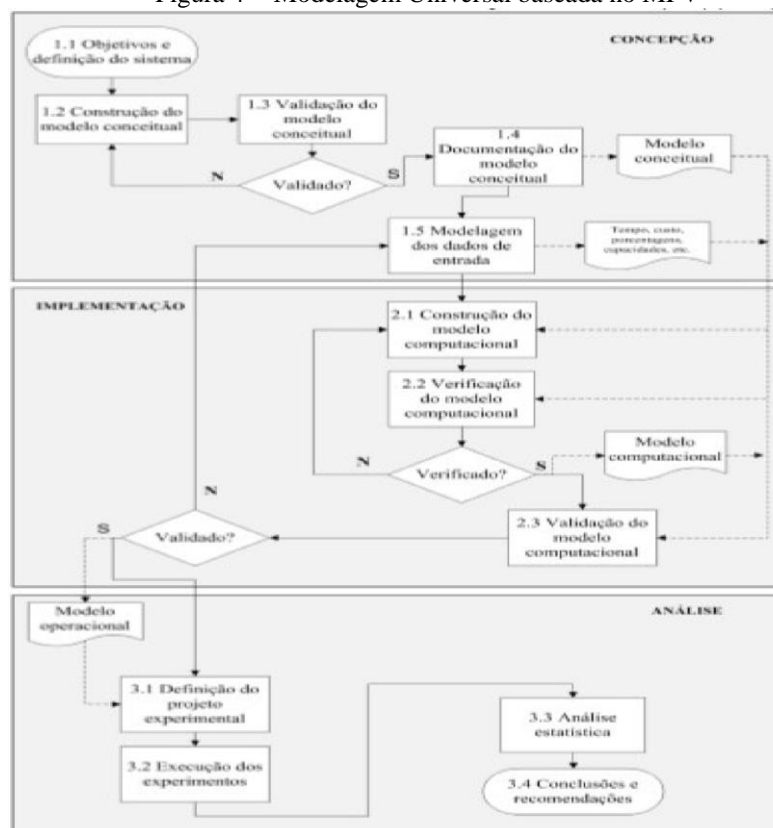 Figura 4 – Modelagem Universal baseada no MPV
CONCEPÇÃO
1.1 Objetivos e
definição do sistema
1.2 Construção do
modelo conceitual
1.3 Validação do
modelo
conceitual
1.4
Documentação do
modelo
conceitual
Modelo
conceitual
N
Validado?
S
1.5 Modelagem
dos dados de
entrada
Tempo, custo,
porcentagens,
capacidades, etc.
IMPLEMENTAÇÃO
2.1 Construção do
modelo
computacional
2.2 Verificação
do modelo
computacional
N
Verificado?
S
Modelo
computacional
N
S
Validado?
2.3 Validação do
modelo
computacional
ANÁLISE
Modelo
operacional
3.1 Definição do
projeto
experimental
3.2 Execução dos
experimentos
3.3 Análise
estatística
3.4 Conclusões e
recomendações